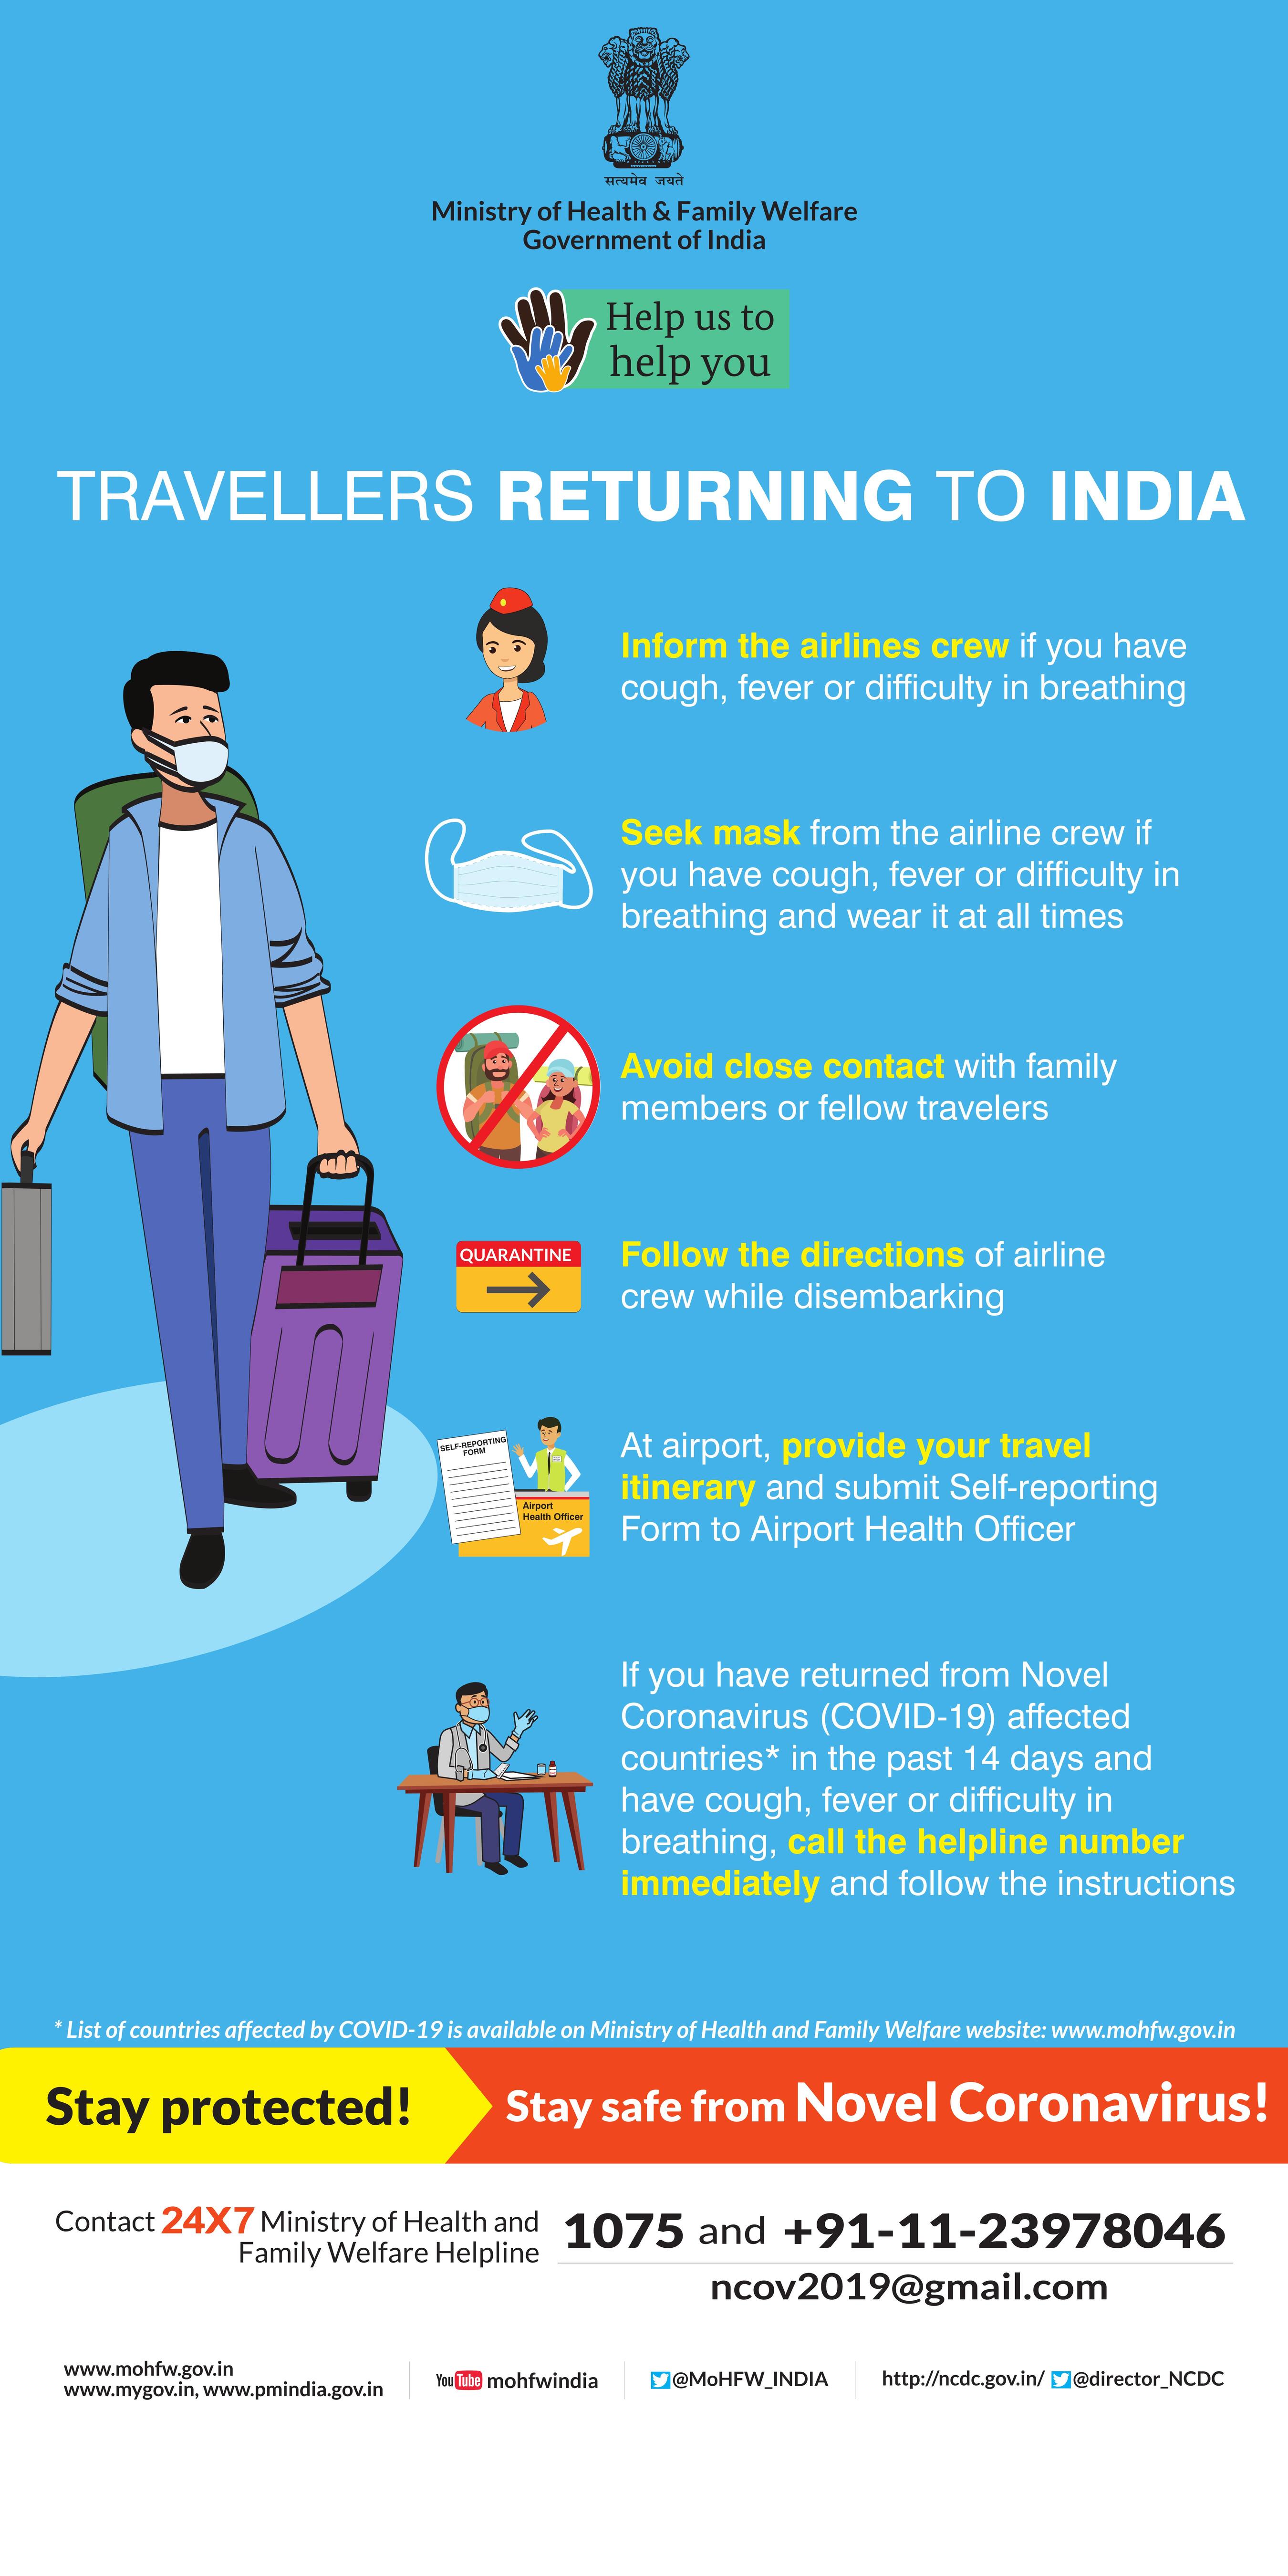 सत्यमेव जयते
Ministry of Health & Family Welfare
Government of India
Help us to
help you
TRAVELLERS RETURNING TO INDIA
Inform the airlines crew if you have
cough, fever or difficulty in breathing
Seek mask from the airline crew if
you have cough, fever or difficulty in
breathing and wear it at all times
Avoid close contact with family
members or fellow travelers
QUARANTINE
Follow the directions of airline
crew while disembarking
SELF-REPORTING
FORM
Airport
Health Officer
At airport, provide your travel
itinerary and submit Self-reporting
Form to Airport Health Officer
If you have returned from Novel
Coronavirus (COVID-19) affected
countries* in the past 14 days and
have cough, fever or difficulty in
breathing, call the helpline number
immediately and follow the instructions
* List of countries affected by COVID-19 is available on Ministry of Health and Family Welfare website: www.mohfw.gov.in
Stay protected!
Stay safe from Novel Coronavirus!
Contact 24X7 Ministry of Health and
Family Welfare Helpline
1075 and +91-11-23978046
ncov2019@gmail.com
www.mohfw.gov.in
www.mygov.in, www.pmindia.gov.in
YouTube mohfwindia
@MoHFW_INDIA
http://ncdc.gov.in/ @director_NCDC